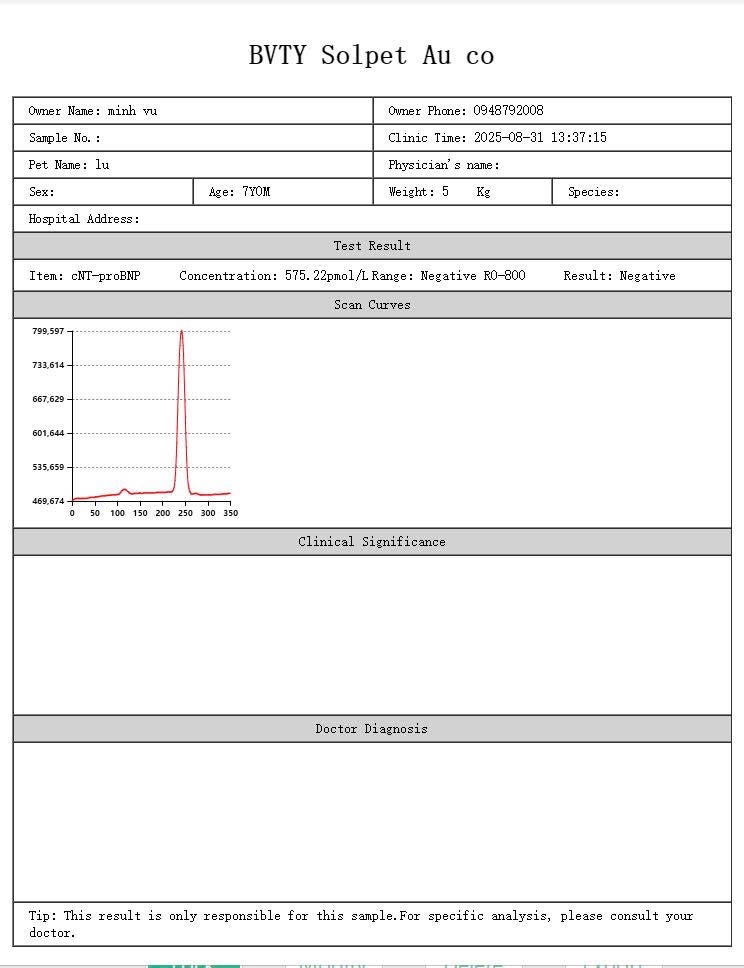 BVTY Solpet Au co
Owner Name: minh vu
Owner Phone: 0948792008
Sample No.:
Clinic Time: 2025-08-31 13:37:15
Pet Name: lu
Physician's name:
Sex:
Age: 7YOM
Weight: 5 Kg
Species:
Hospital Address:
Test Result
Item: cNT-proBNP
Concentration: 575.22pmol/L
Range: Negative R0-800
Result: Negative
Scan Curves
799,597
733,614
667,629
601,644
535,659
469,674
0 50 100 150 200 250 300 350
Clinical Significance
Doctor Diagnosis
Tip: This result is only responsible for this sample.For specific analysis, please consult your
doctor.